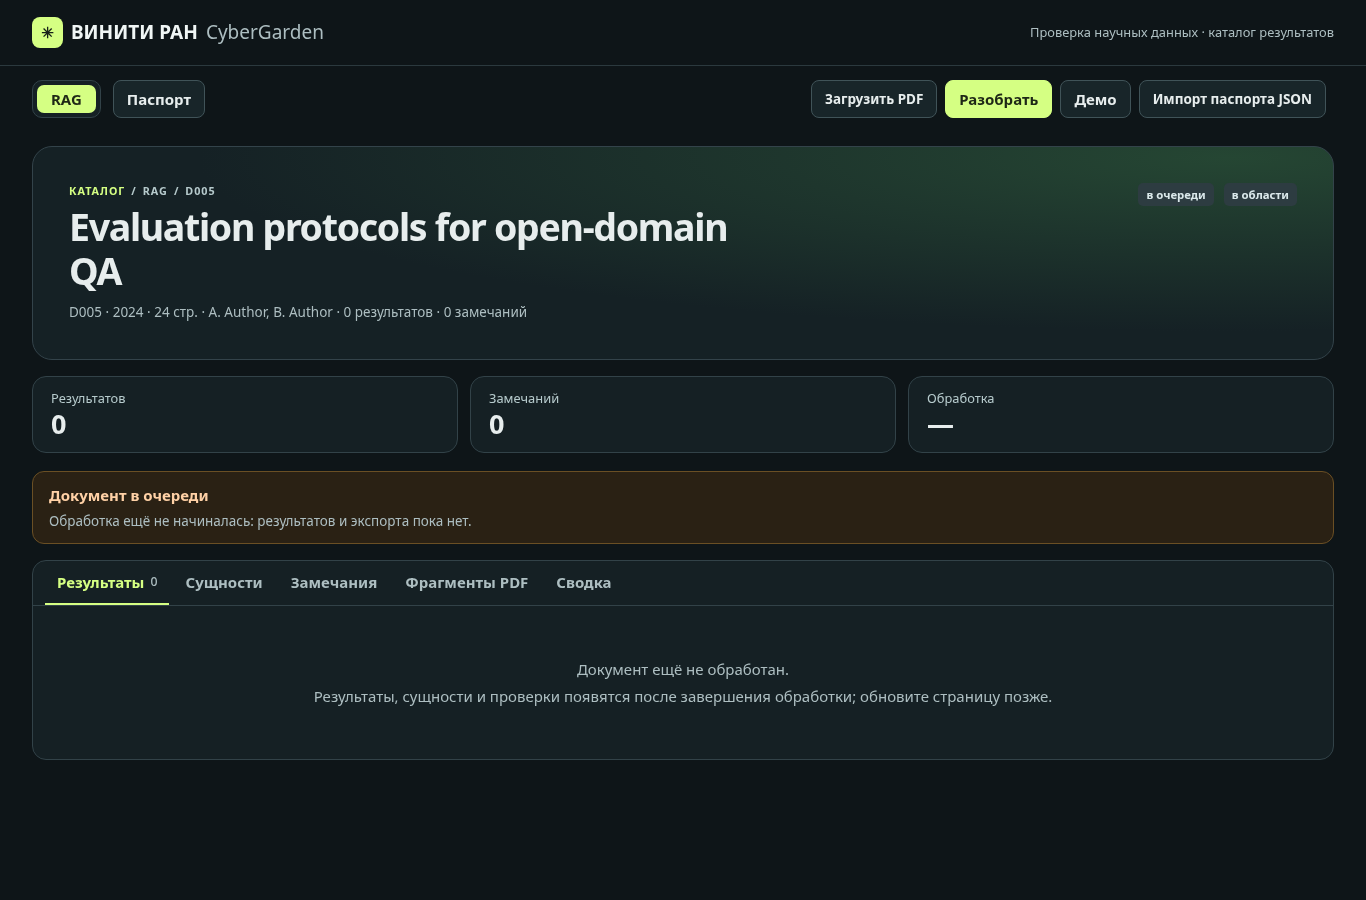 ВИНИТИ РАН CyberGarden
Проверка научных данных · каталог результатов
RAG
Паспорт
Загрузить PDF
Разобрать
Демо
Импорт паспорта JSON
КАТАЛОГ / RAG / D005
в очереди
в области
Evaluation protocols for open-domain
QA
D005 · 2024 · 24 стр. · A. Author, B. Author · 0 результатов · 0 замечаний
Результатов
0
Замечаний
0
Обработка
—
Документ в очереди
Обработка ещё не начиналась: результатов и экспорта пока нет.
Результаты 0
Сущности
Замечания
Фрагменты PDF
Сводка
Документ ещё не обработан.
Результаты, сущности и проверки появятся после завершения обработки; обновите страницу позже.